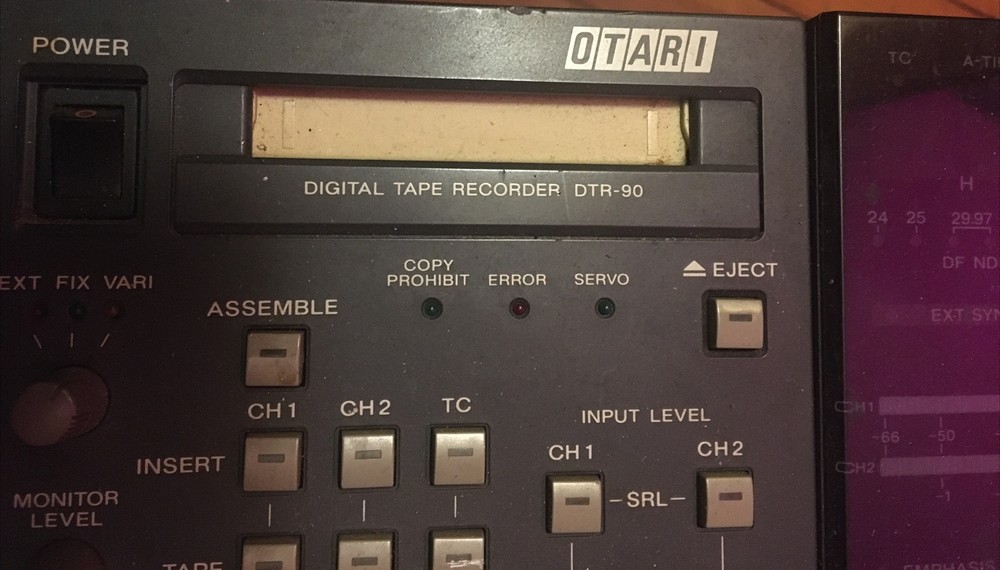 POWER
OTARI
TC
DIGITAL TAPE RECORDER DTR-90
H
24 25 29.97
DF
EXT FIX VARI
COPY
PROHIBIT ERROR SERVO
EJECT
ASSEMBLE
EXT
CH1 CH2 TC
INPUT LEVEL
CH1
-66 -50
INSERT
CH1 CH2
CH2
MONITOR
LEVEL
-SRL-
-1
TAPE
EMPHASIS